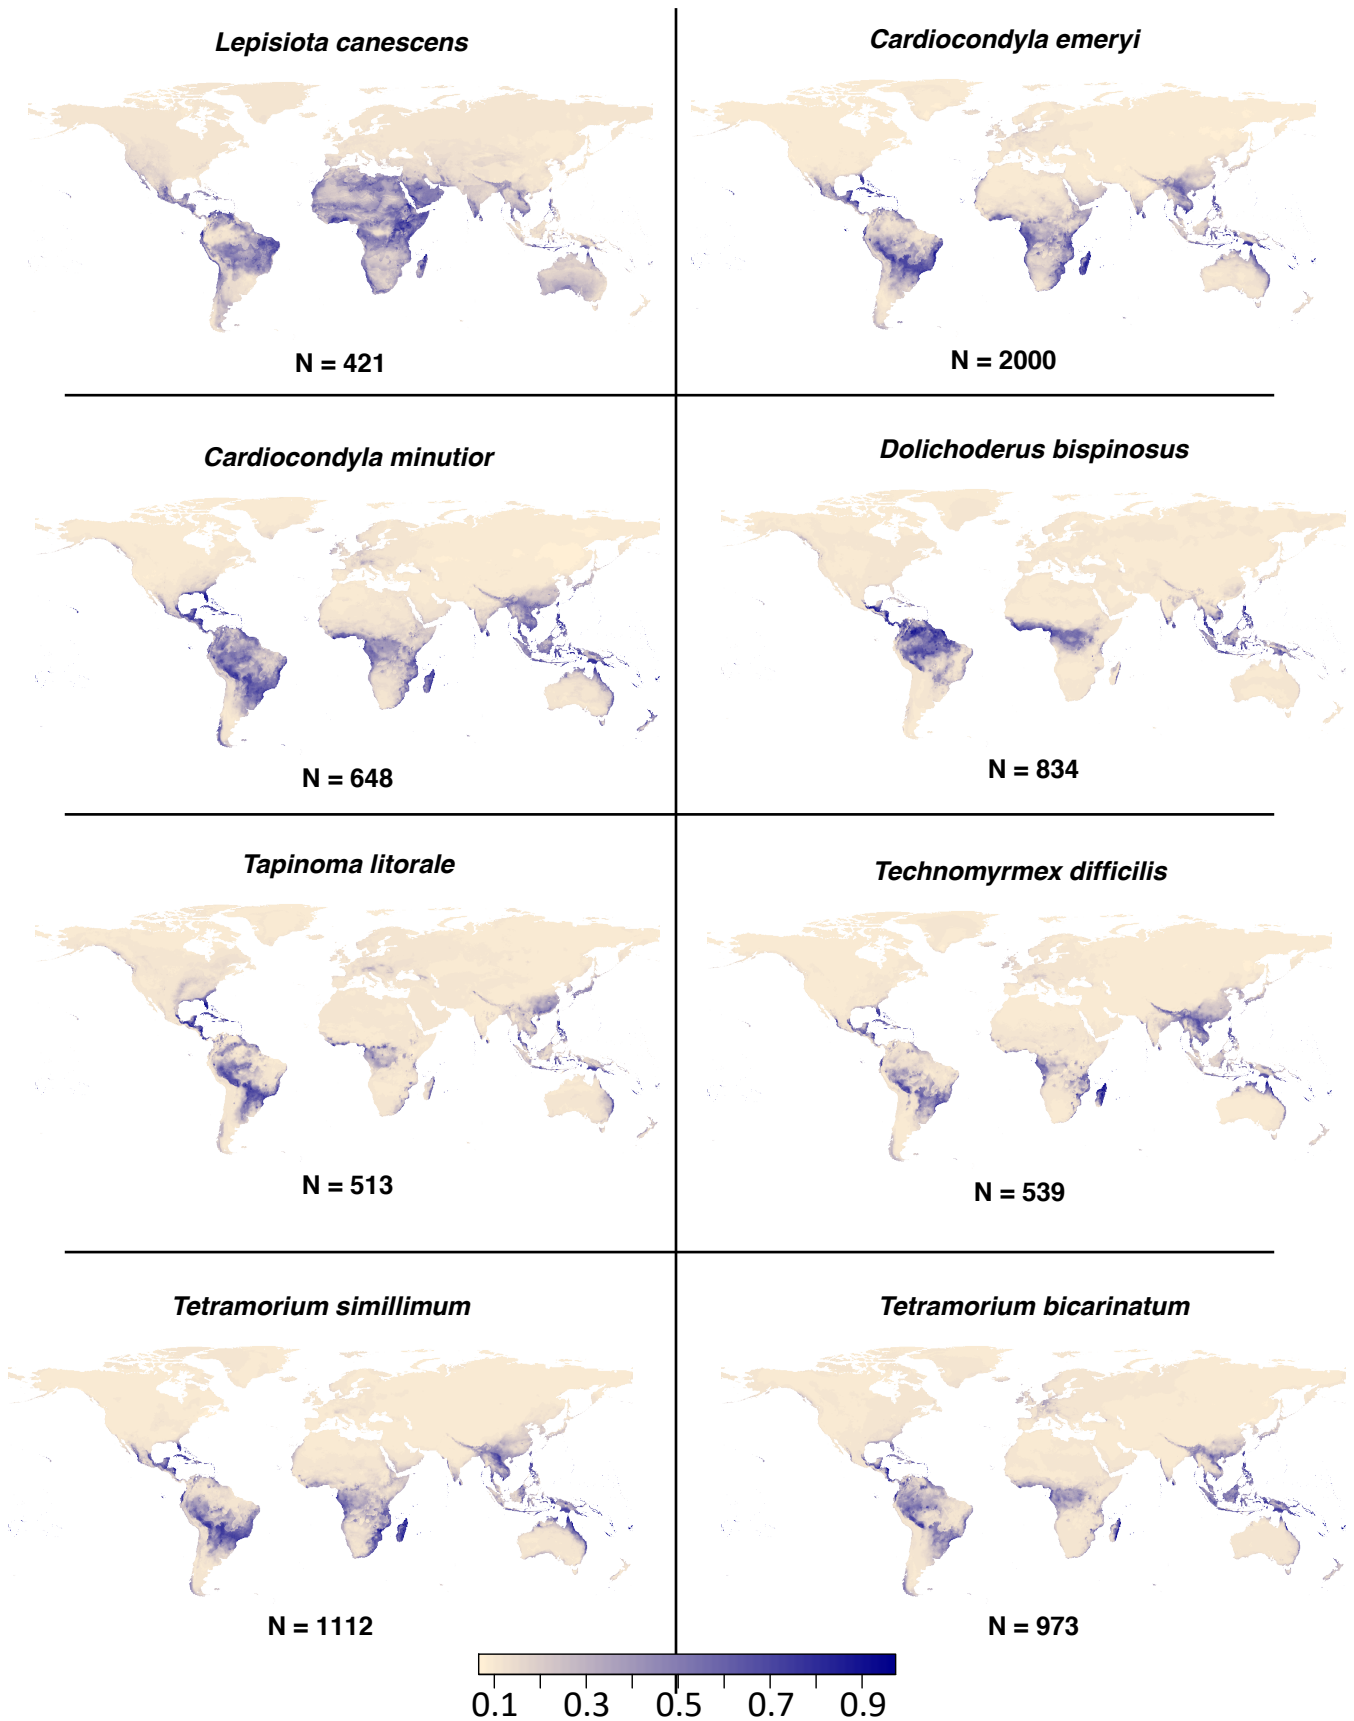 Lepisiota canescens
Cardiocondyla emeryi
N = 421
N = 2000
Cardiocondyla minutior
Dolichoderus bispinosus
N = 648
N = 834
Tapinoma litorale
Technomyrmex difficilis
N = 513
N = 539
Tetramorium simillimum
Tetramorium bicarinatum
N = 1112
N = 973
0.1 0.3 0.5 0.7 0.9